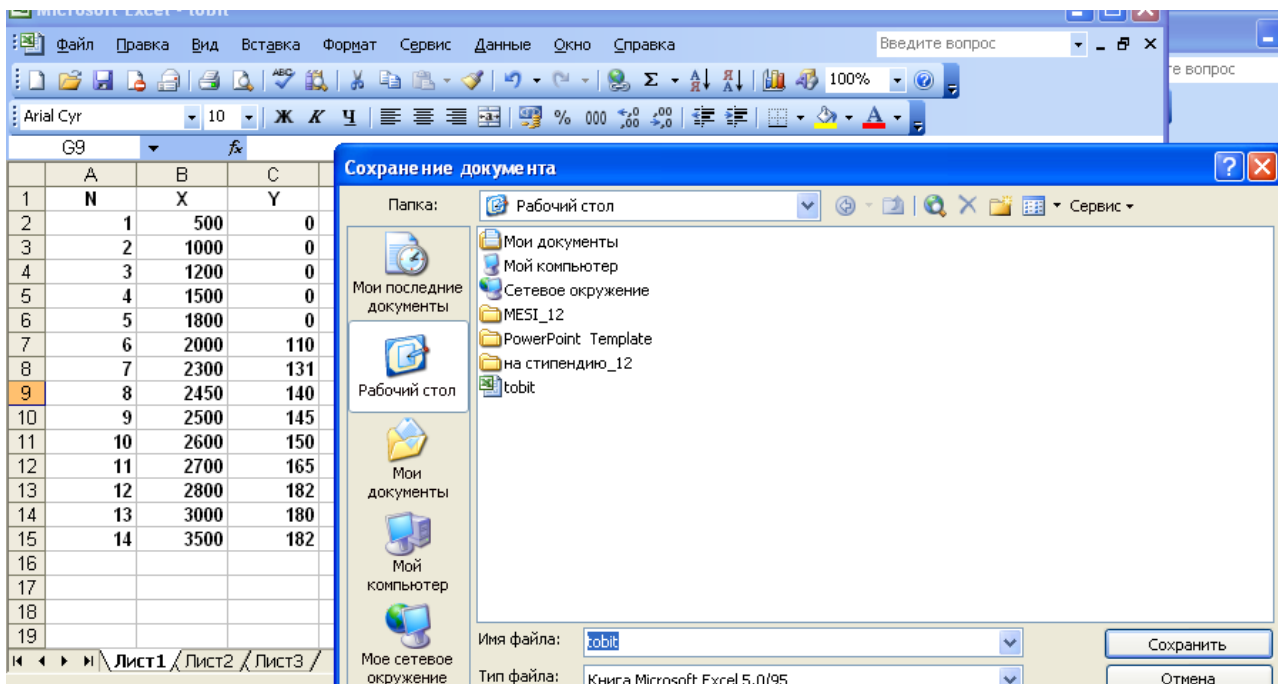 Microsoft Excel - tobit
Файл Правка Вид Вставка Формат Сервис Данные Окно Справка Введите вопрос
е вопрос
100%
Arial Cyr 10 Ж К Ч % 000
G9 fx
A B C
1 N X Y
2 1 500 0
3 2 1000 0
4 3 1200 0
5 4 1500 0
6 5 1800 0
7 6 2000 110
8 7 2300 131
9 8 2450 140
10 9 2500 145
11 10 2600 150
12 11 2700 165
13 12 2800 182
14 13 3000 180
15 14 3500 182
16
17
18
19
Лист1 Лист2 Лист3
Сохранение документа
Папка: Рабочий стол Сервис
Мои последние документы
Рабочий стол
Мои документы
Мой компьютер
Мое сетевое окружение
Мои документы
Мой компьютер
Сетевое окружение
MESI_12
PowerPoint Template
на стипендию_12
tobit
Имя файла: tobit Сохранить
Тип файла: Книга Microsoft Excel 5.0/95 Отмена